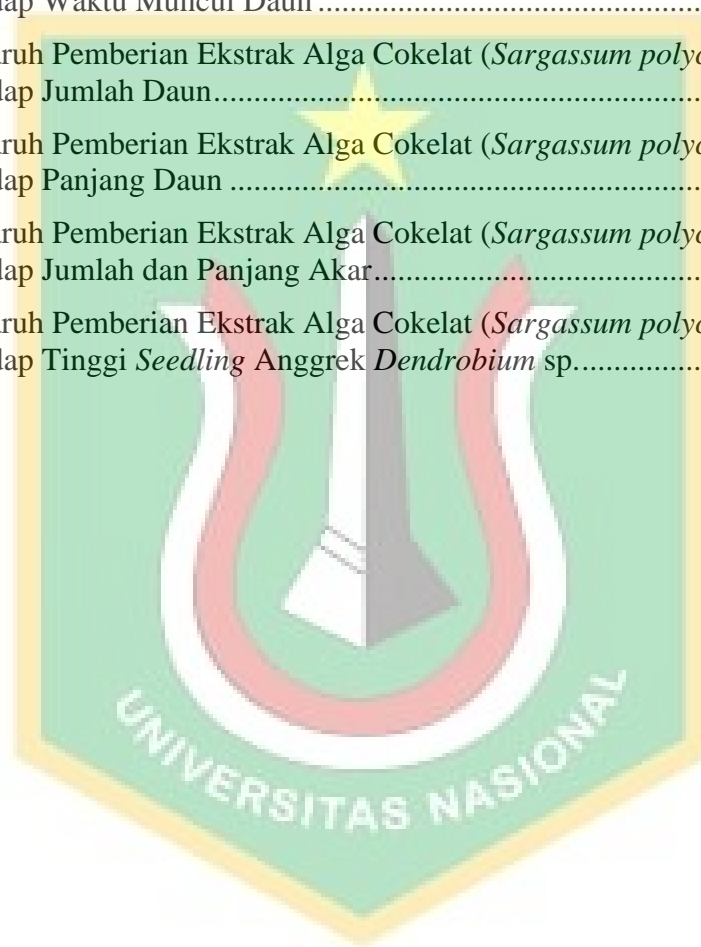 dap Waktu Muncul Daun
ruh Pemberian Ekstrak Alga Cokelat (Sargassum polyc
dap Jumlah Daun
ruh Pemberian Ekstrak Alga Cokelat (Sargassum polyc
dap Panjang Daun
ruh Pemberian Ekstrak Alga Cokelat (Sargassum polyc
dap Jumlah dan Panjang Akar
ruh Pemberian Ekstrak Alga Cokelat (Sargassum polyc
dap Tinggi Seedling Anggrek Dendrobium sp.
UNIVERSITAS NASIONAL